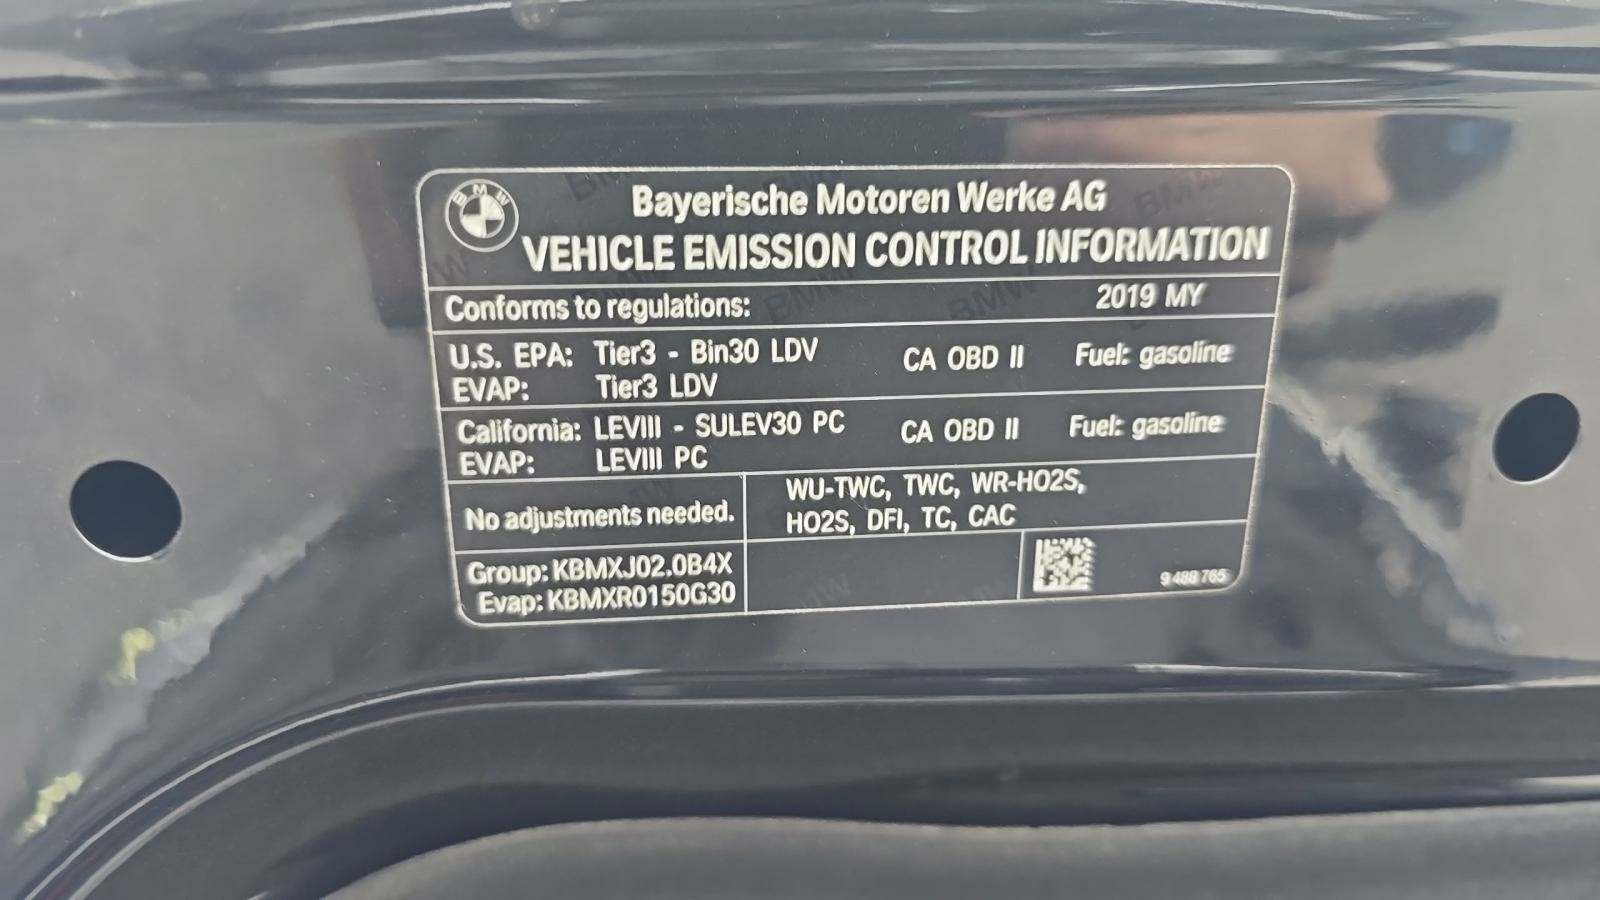 BMW
Bayerische Motoren Werke AG
VEHICLE EMISSION CONTROL INFORMATION
Conforms to regulations: 2019 MY
U.S. EPA: Tier3 - Bin30 LDV CA OBD II Fuel: gasoline
EVAP: Tier3 LDV
California: LEVIII - SULEV30 PC CA OBD II Fuel: gasoline
EVAP: LEVIII PC
No adjustments needed.
WU-TWC, TWC, WR-HO2S,
HO2S, DFI, TC, CAC
Group: KBMXJ02.0B4X
Evap: KBMXR0150G30
9 488 765